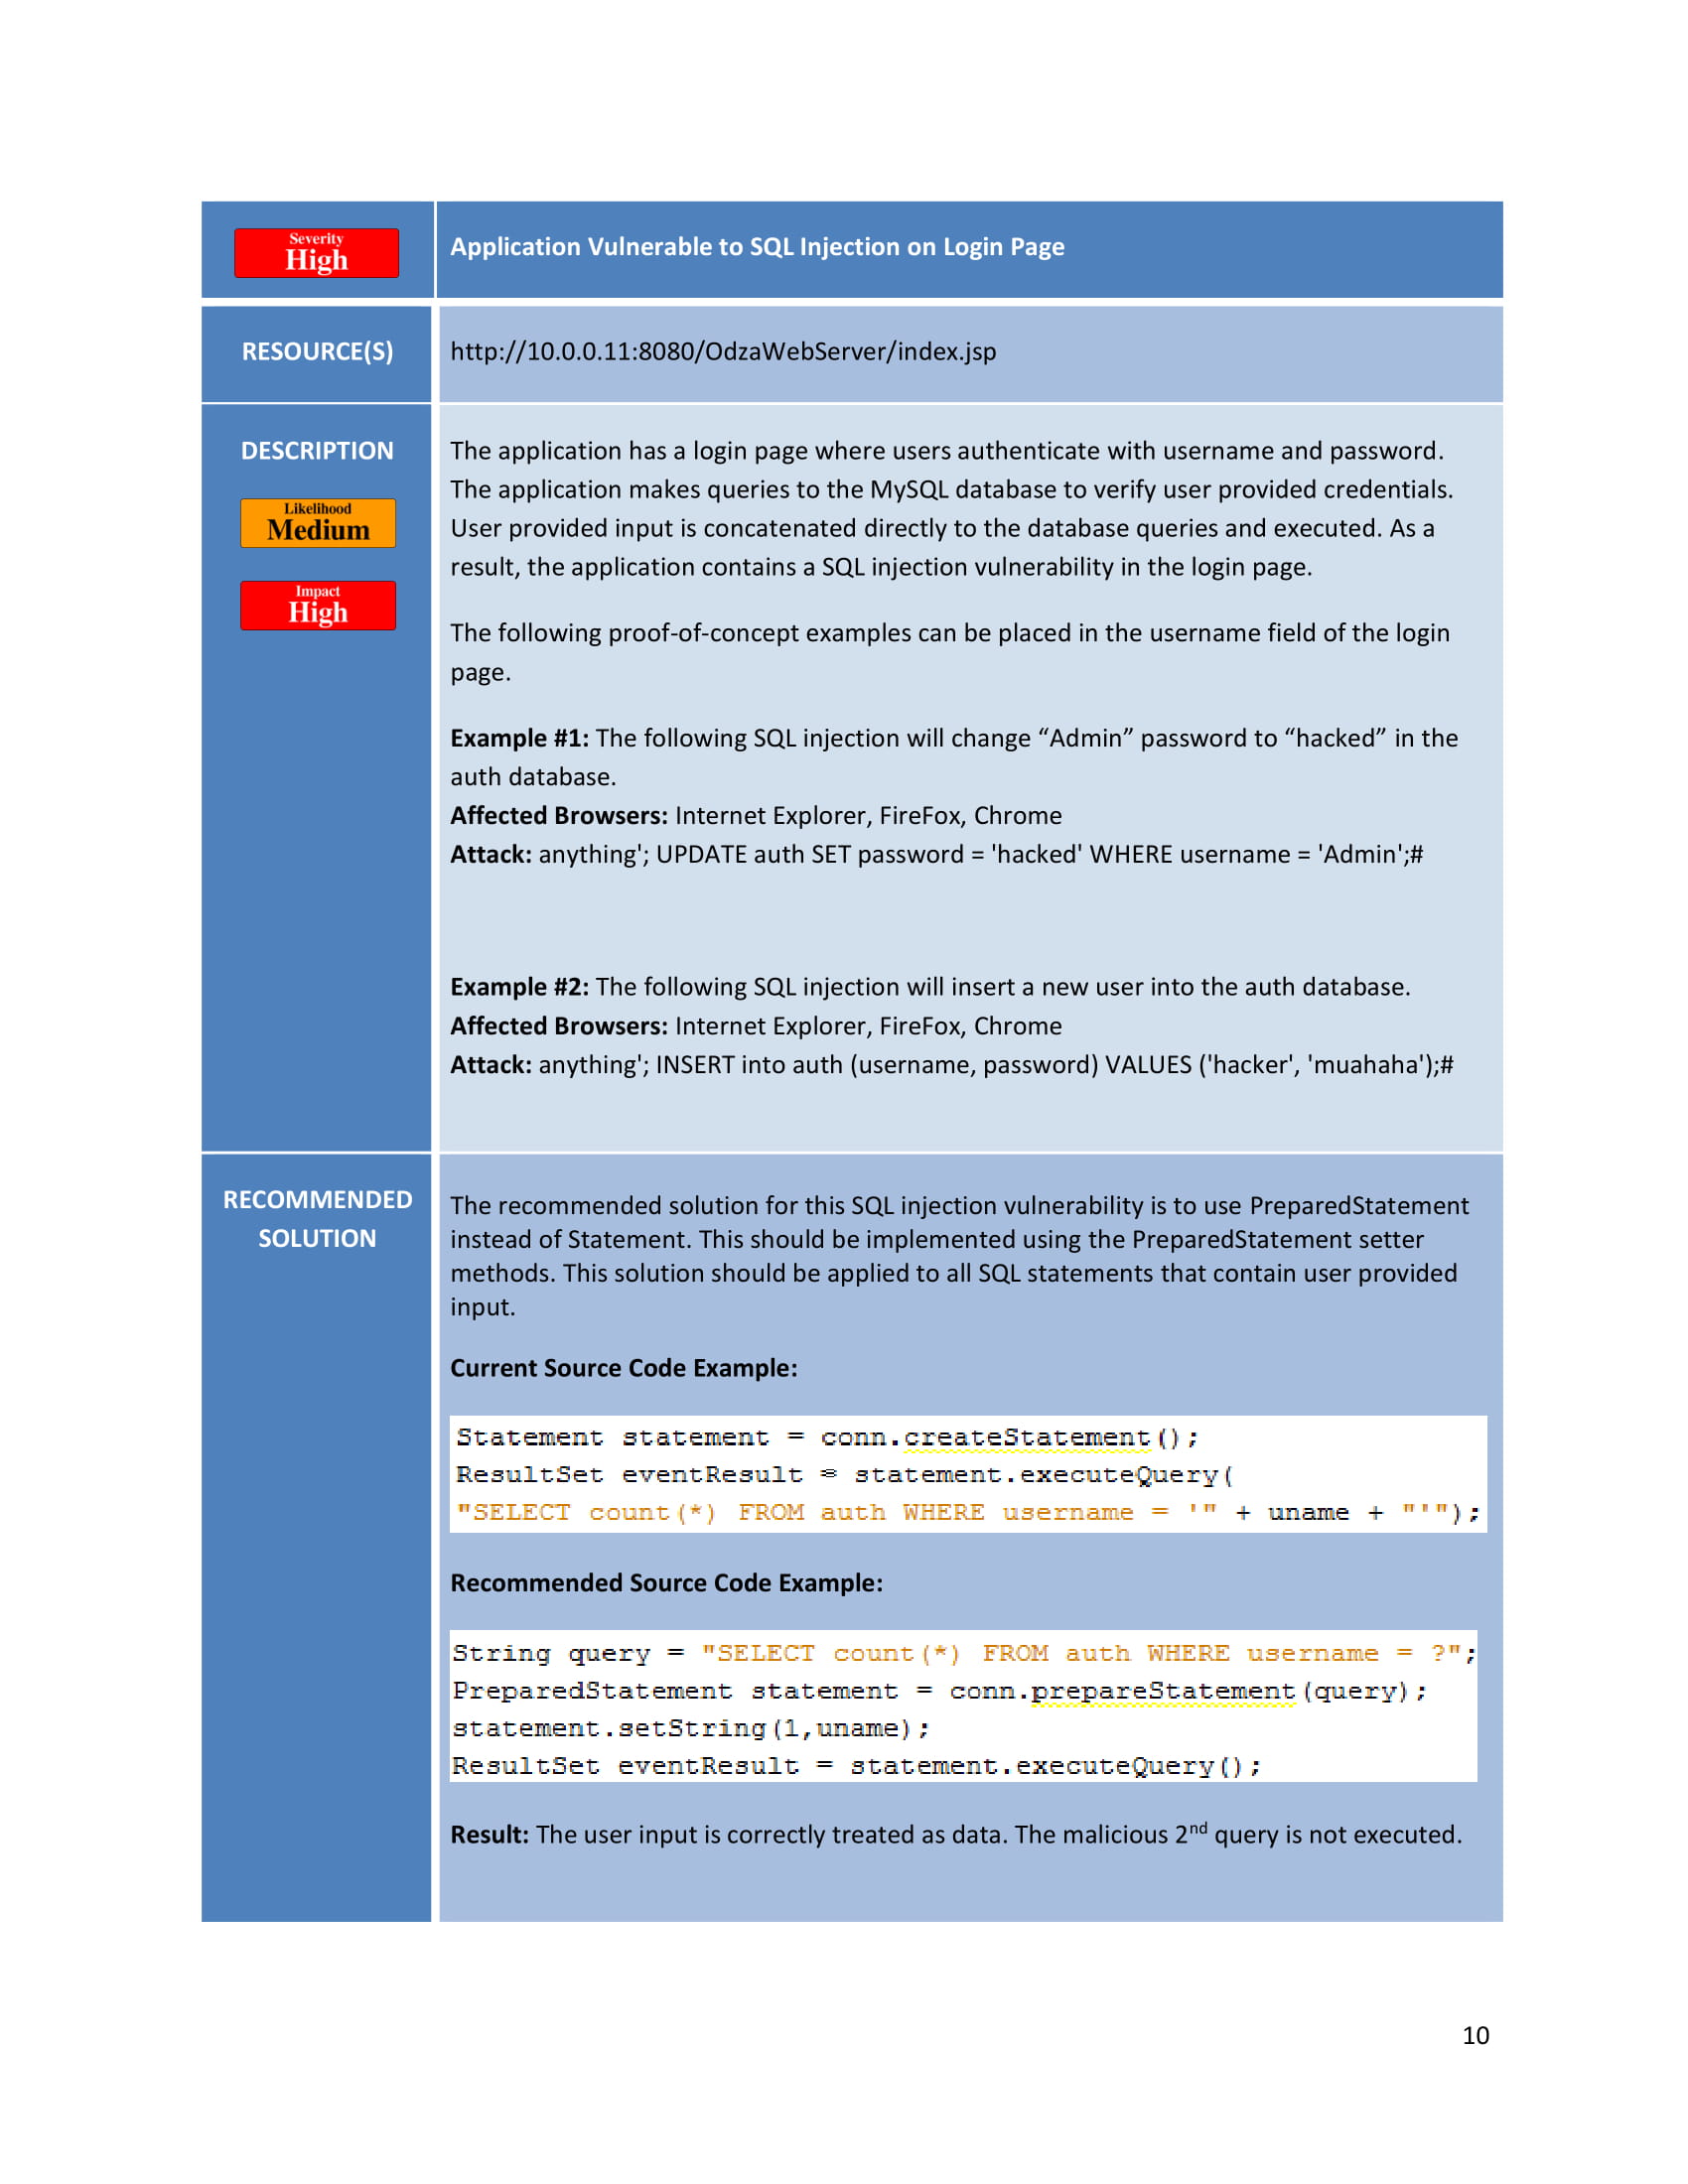 Severity
High
Application Vulnerable to SQL Injection on Login Page
RESOURCE(S)
http://10.0.0.11:8080/OdzaWebServer/index.jsp
DESCRIPTION
Likelihood
Medium
Impact
High
The application has a login page where users authenticate with username and password.
The application makes queries to the MySQL database to verify user provided credentials.
User provided input is concatenated directly to the database queries and executed. As a
result, the application contains a SQL injection vulnerability in the login page.
The following proof-of-concept examples can be placed in the username field of the login
page.
Example #1: The following SQL injection will change “Admin” password to “hacked” in the
auth database.
Affected Browsers: Internet Explorer, FireFox, Chrome
Attack: anything'; UPDATE auth SET password = 'hacked' WHERE username = 'Admin';#
Example #2: The following SQL injection will insert a new user into the auth database.
Affected Browsers: Internet Explorer, FireFox, Chrome
Attack: anything'; INSERT into auth (username, password) VALUES ('hacker', 'muahaha');#
RECOMMENDED
SOLUTION
The recommended solution for this SQL injection vulnerability is to use PreparedStatement
instead of Statement. This should be implemented using the PreparedStatement setter
methods. This solution should be applied to all SQL statements that contain user provided
input.
Current Source Code Example:
Statement statement = conn.createStatement();
ResultSet eventResult = statement.executeQuery(
"SELECT count(*) FROM auth WHERE username = '" + uname + "'");
Recommended Source Code Example:
String query = "SELECT count(*) FROM auth WHERE username = ?";
PreparedStatement statement = conn.prepareStatement(query);
statement.setString(1,uname);
ResultSet eventResult = statement.executeQuery();
Result: The user input is correctly treated as data. The malicious 2nd query is not executed.
10